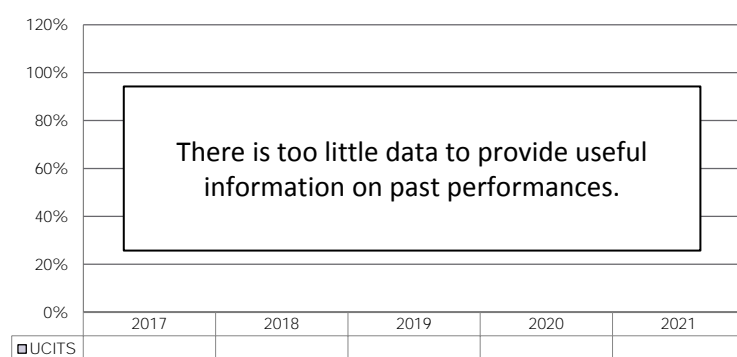 120%
100%
80%
60%
40%
20%
0%
There is too little data to provide useful
information on past performances.
2017 2018 2019 2020 2021
UCITS